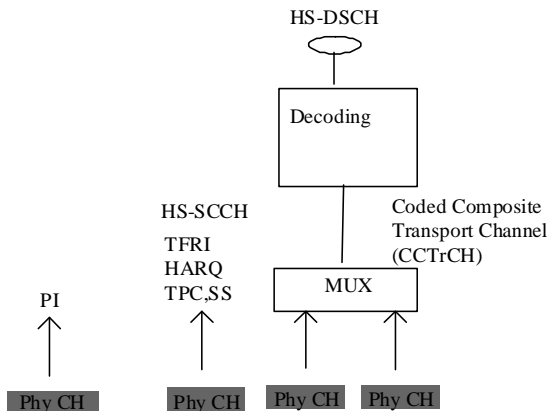 HS-DSCH
Decoding
HS-SCCH
TFRI
HARQ
TPC,SS
Coded Composite
Transport Channel
(CCTrCH)
MUX
PI
Phy CH
Phy CH
Phy CH
Phy CH